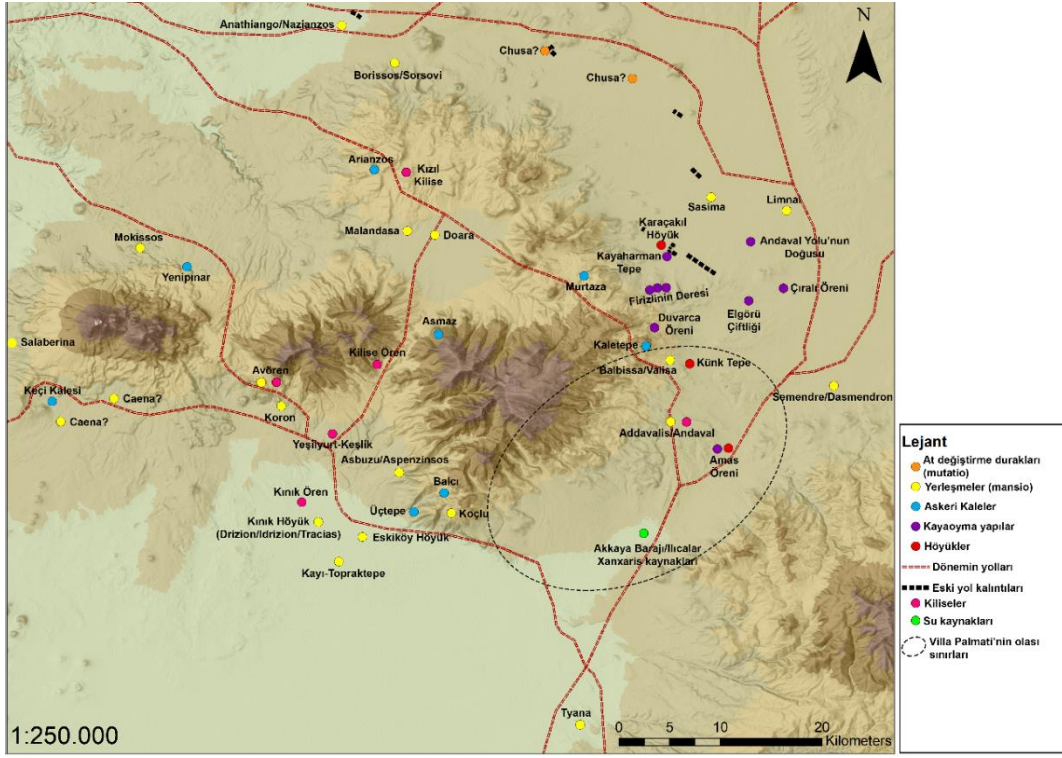 N
Anathiango/Nazianzos
Chusa?
Borissos/Sorsovi
Chusa?
Arianzos
Kızıl
Kilise
Sasima
Limnai
Malandasa
Doara
Karaçakıl
Höyük
Mokissos
Kayaharman
Tepe
Andaval Yolu'nun
Doğusu
Yenipınar
Murtaza
Firizlinin Deresi
Çıralı Öreni
Elgörü
Çiftliği
Asmaz
Duvarca
Öreni
Salaberina
Kaletepe
Kilise Ören
Balbissa/Valisa
Künk Tepe
Avören
Keçi Kalesi
Caena?
Semendre/Dasmendron
Koron
Caena?
Addavalis/Andaval
Yeşilyurt-Keşlik
Amas
Öreni
Asbuzu/Aspenzinsos
Balcı
Kınık Ören
Üçtepe
Koçlu
Kınık Höyük
(Drizion/Idrizion/Tracias)
Eskiköy Höyük
Akkaya Barajı/Ilıcalar
Xanxaris kaynakları
Kayı-Topraktepe
Tyana
1:250.000
0 5 10 20
Kilometers
Lejant
At değiştirme durakları
(mutatio)
Yerleşmeler (mansio)
Askeri Kaleler
Kayaoyma yapılar
Höyükler
Dönemin yolları
Eski yol kalıntıları
Kiliseler
Su kaynakları
Villa Palmati'nin olası
sınırları